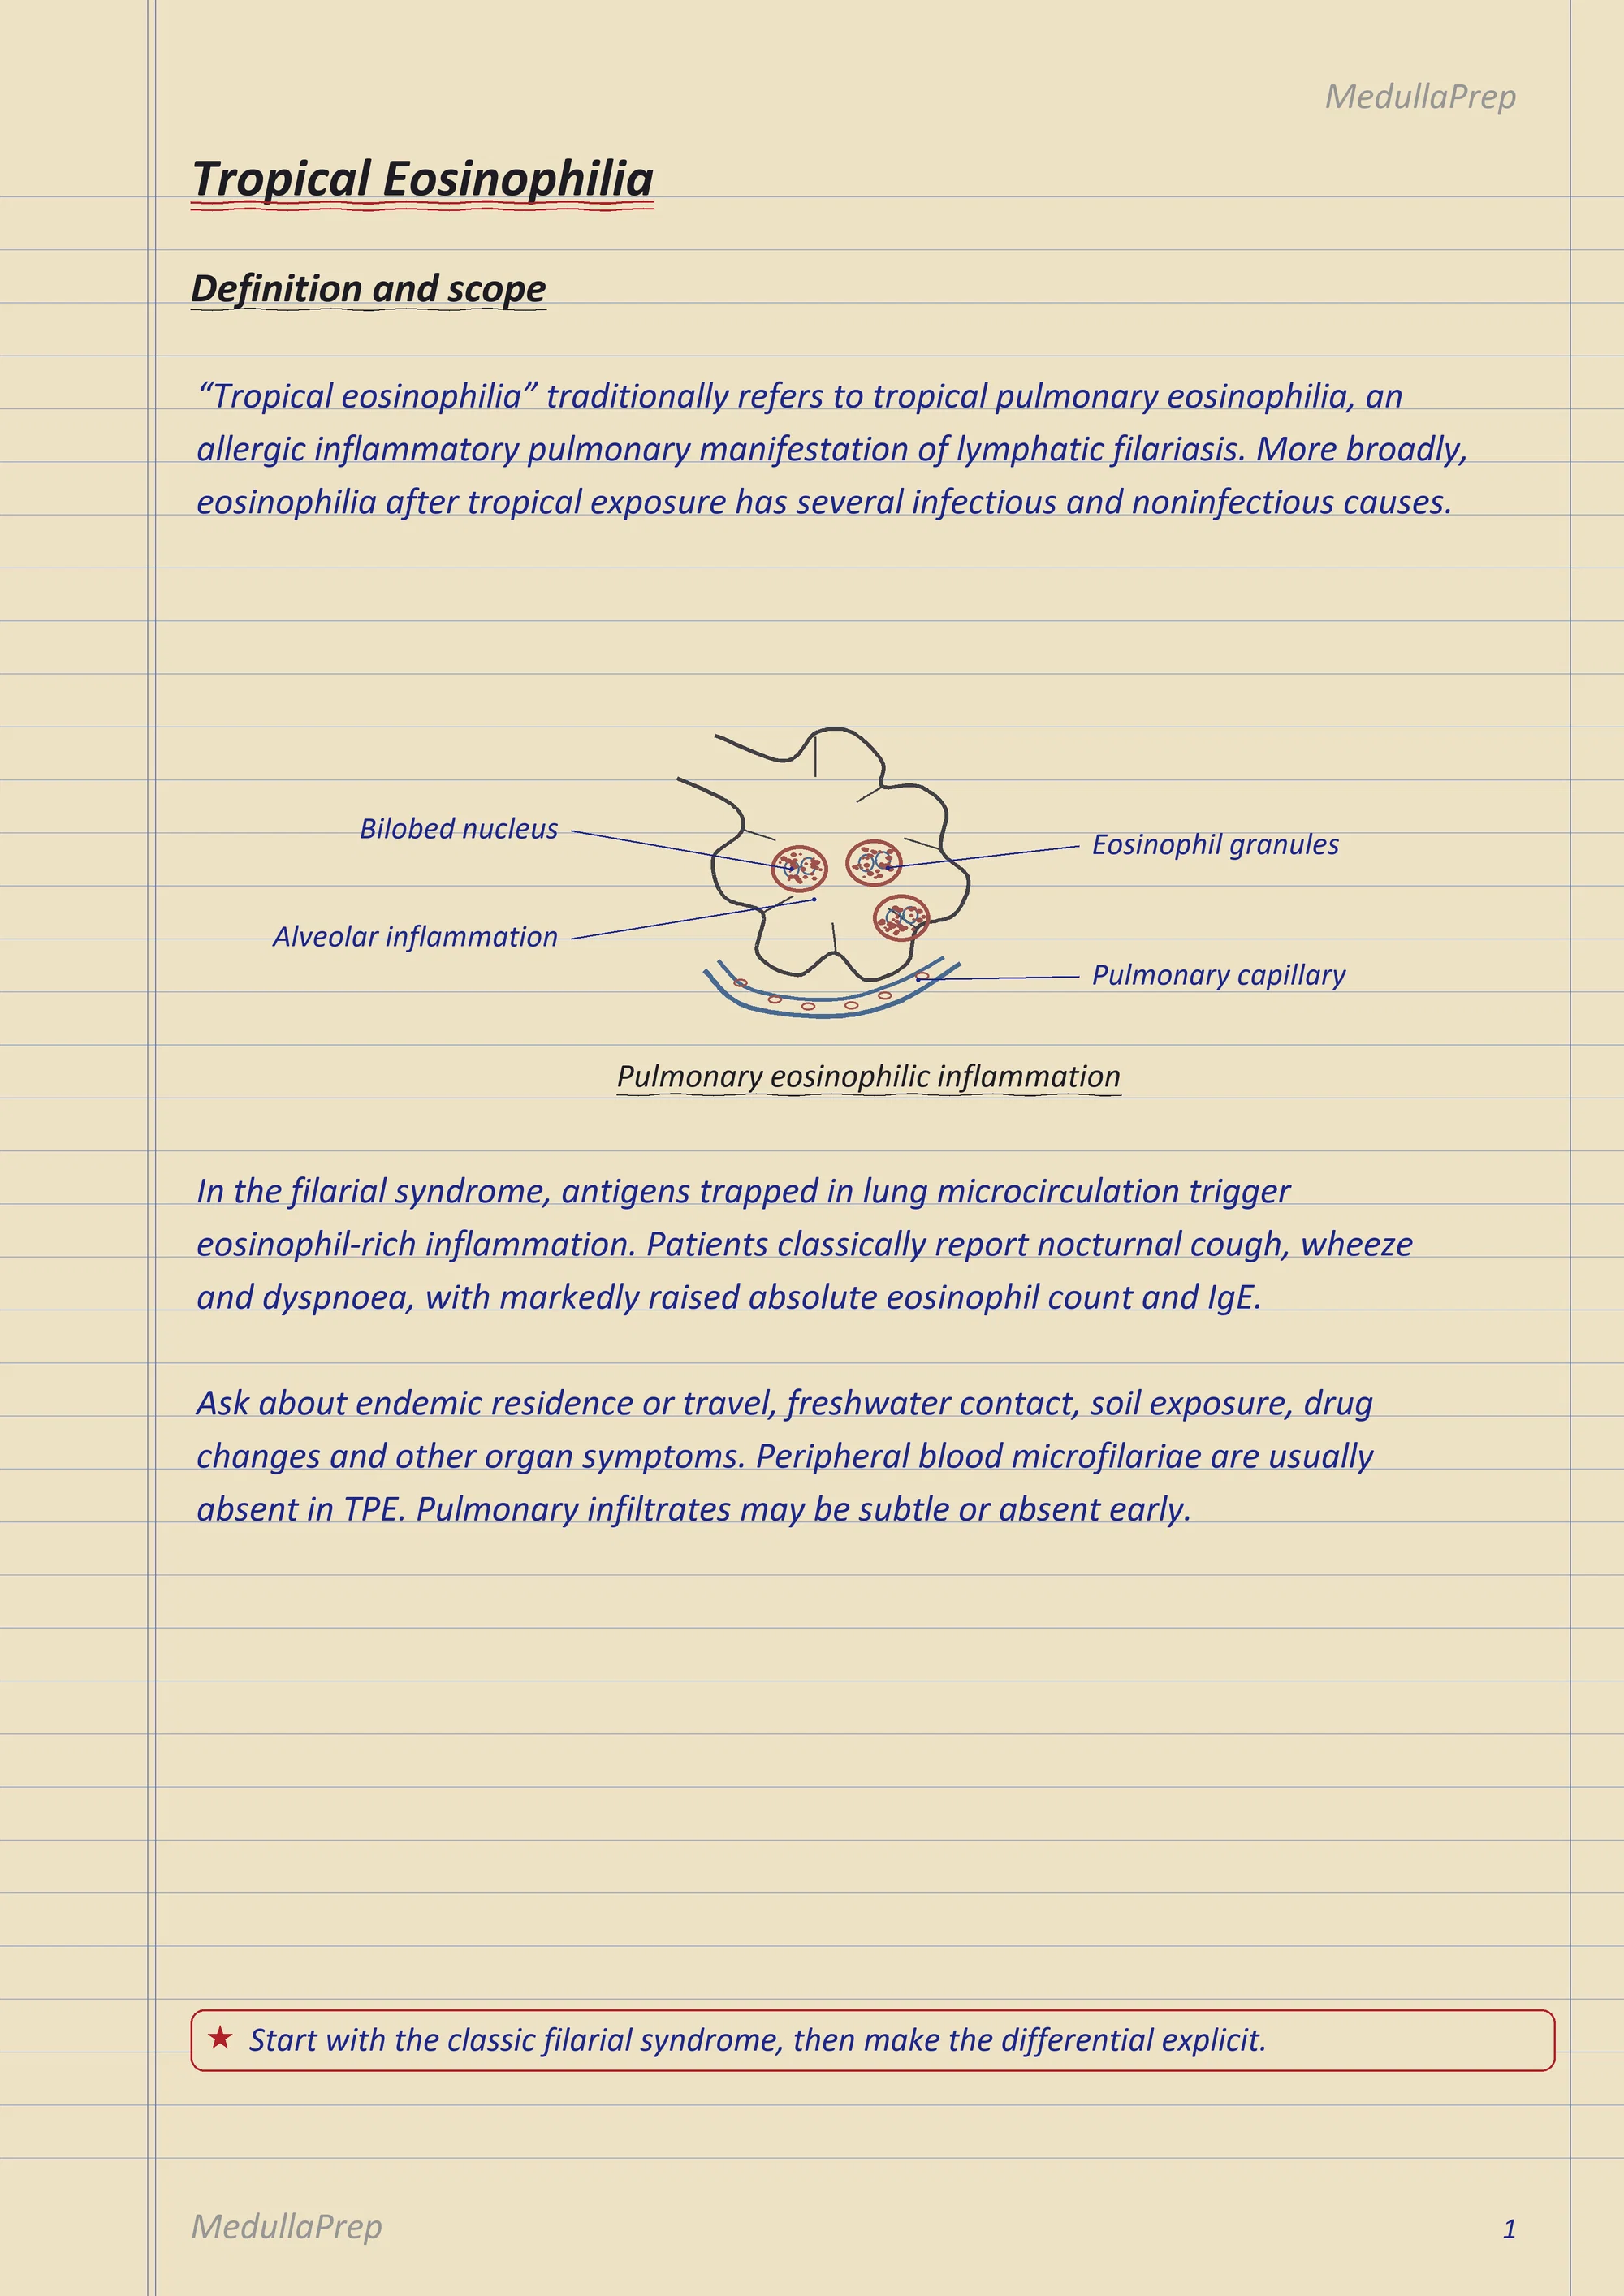 MedullaPrep
Tropical Eosinophilia
Definition and scope
“Tropical eosinophilia” traditionally refers to tropical pulmonary eosinophilia, an
allergic inflammatory pulmonary manifestation of lymphatic filariasis. More broadly,
eosinophilia after tropical exposure has several infectious and noninfectious causes.
Bilobed nucleus
Eosinophil granules
Alveolar inflammation
Pulmonary capillary
Pulmonary eosinophilic inflammation
In the filarial syndrome, antigens trapped in lung microcirculation trigger
eosinophil-rich inflammation. Patients classically report nocturnal cough, wheeze
and dyspnoea, with markedly raised absolute eosinophil count and IgE.
Ask about endemic residence or travel, freshwater contact, soil exposure, drug
changes and other organ symptoms. Peripheral blood microfilariae are usually
absent in TPE. Pulmonary infiltrates may be subtle or absent early.
★ Start with the classic filarial syndrome, then make the differential explicit.
MedullaPrep
1